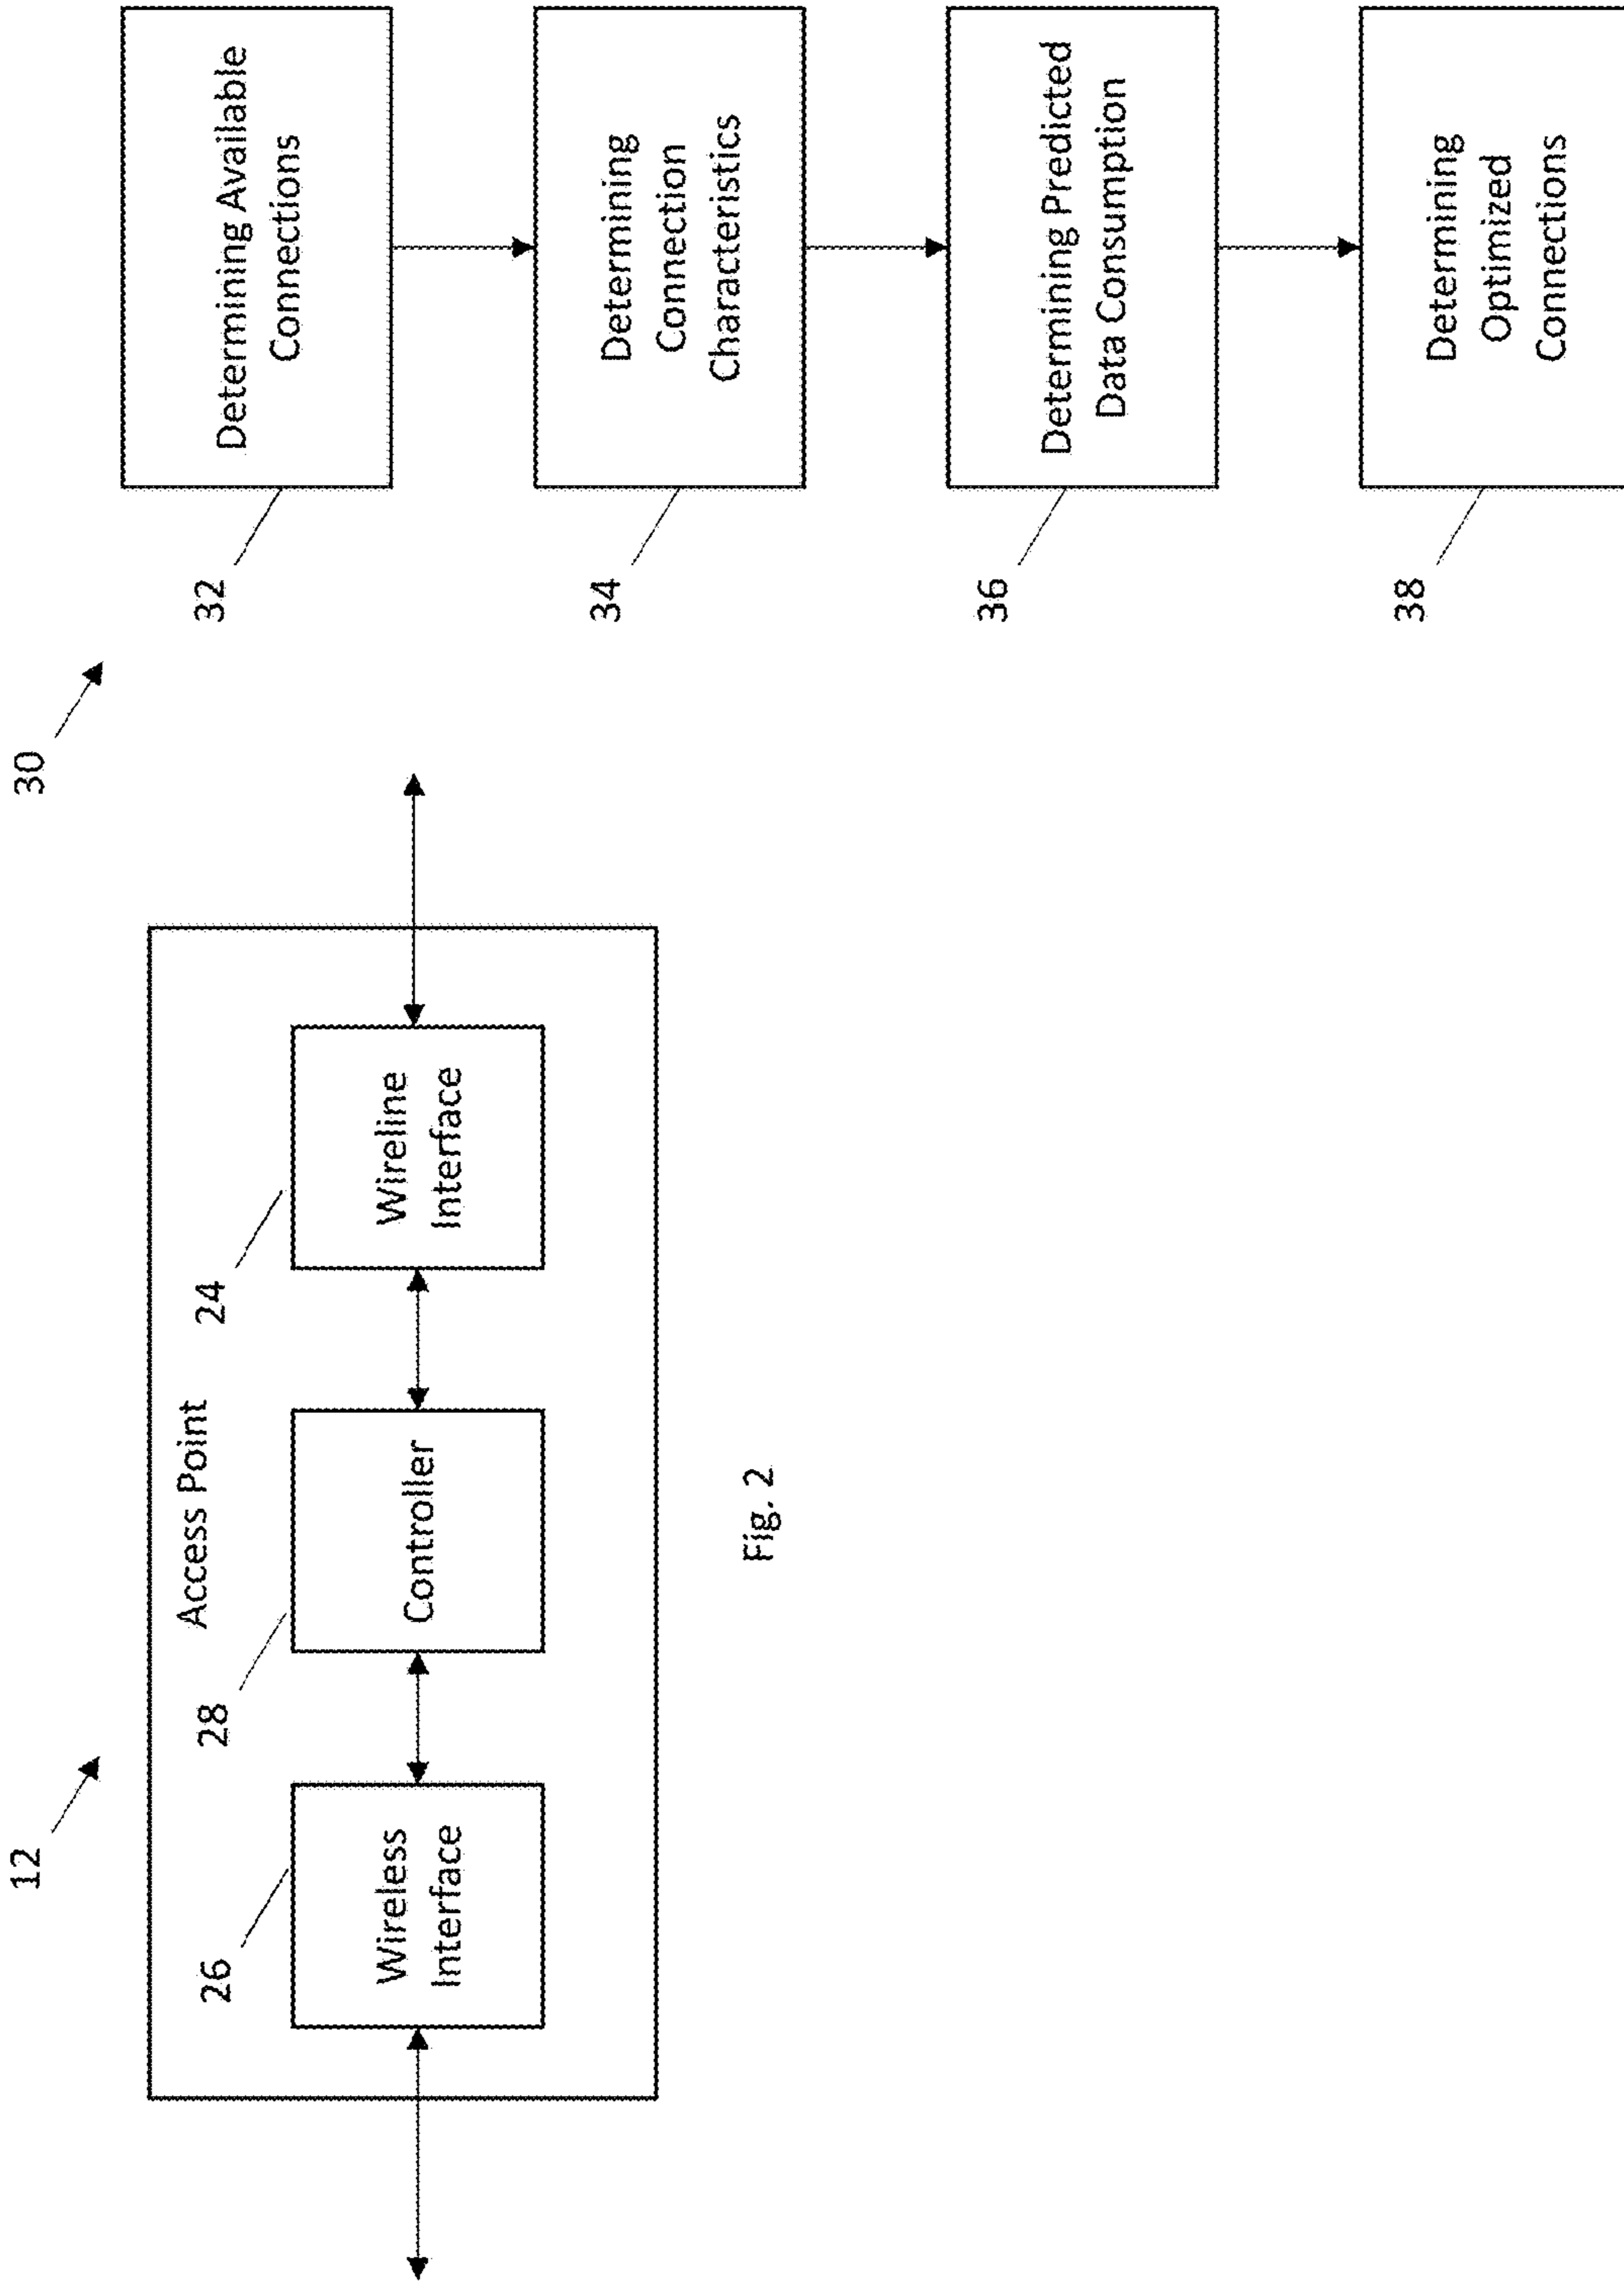 12
Access Point
26
28
24
Wireless
Interface
Controller
Wireline
Interface
Fig. 2
30
32
Determining Available
Connections
34
Determining
Connection
Characteristics
36
Determining Predicted
Data Consumption
38
Determining
Optimized
Connections